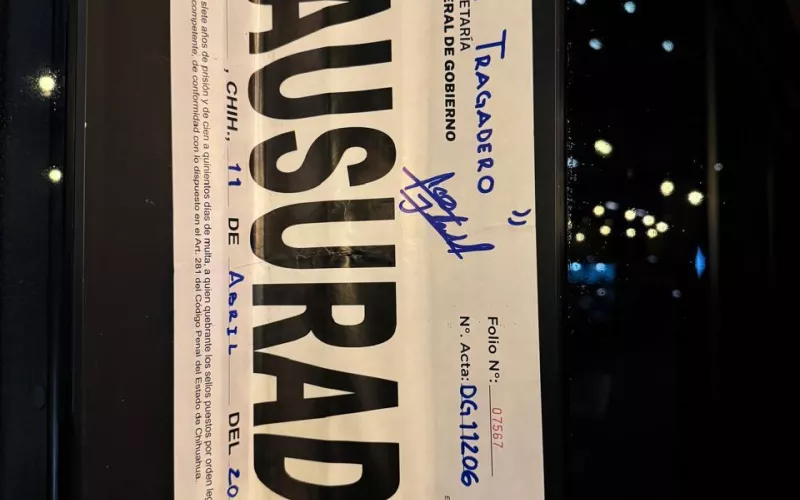 TRAGADERO "
ETARÍA
ERAL DE GOBIERNO
Folio N°: 07567
N°. Acta: DG 11206
AUSURAD
, CHIH., 11 DE ABRIL DEL 20
siete años de prisión y de cien a quinientos días de multa, a quien quebrante los sellos puestos por orden leg
competente, de conformidad con lo dispuesto en el Art. 281 del Código Penal del Estado de Chihuahua.